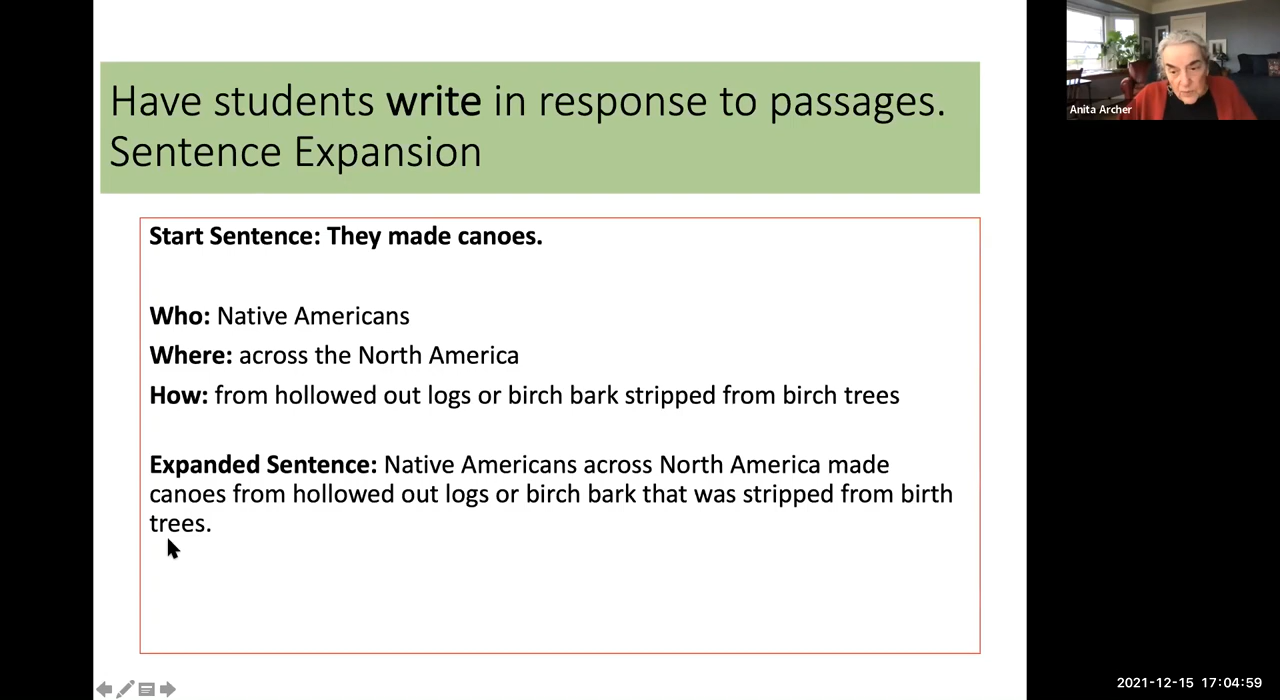 Have students write in response to passages.
Sentence Expansion
Anita Archer
Start Sentence: They made canoes.
Who: Native Americans
Where: across the North America
How: from hollowed out logs or birch bark stripped from birch trees
Expanded Sentence: Native Americans across North America made
canoes from hollowed out logs or birch bark that was stripped from birth
trees.
2021-12-15 17:04:59